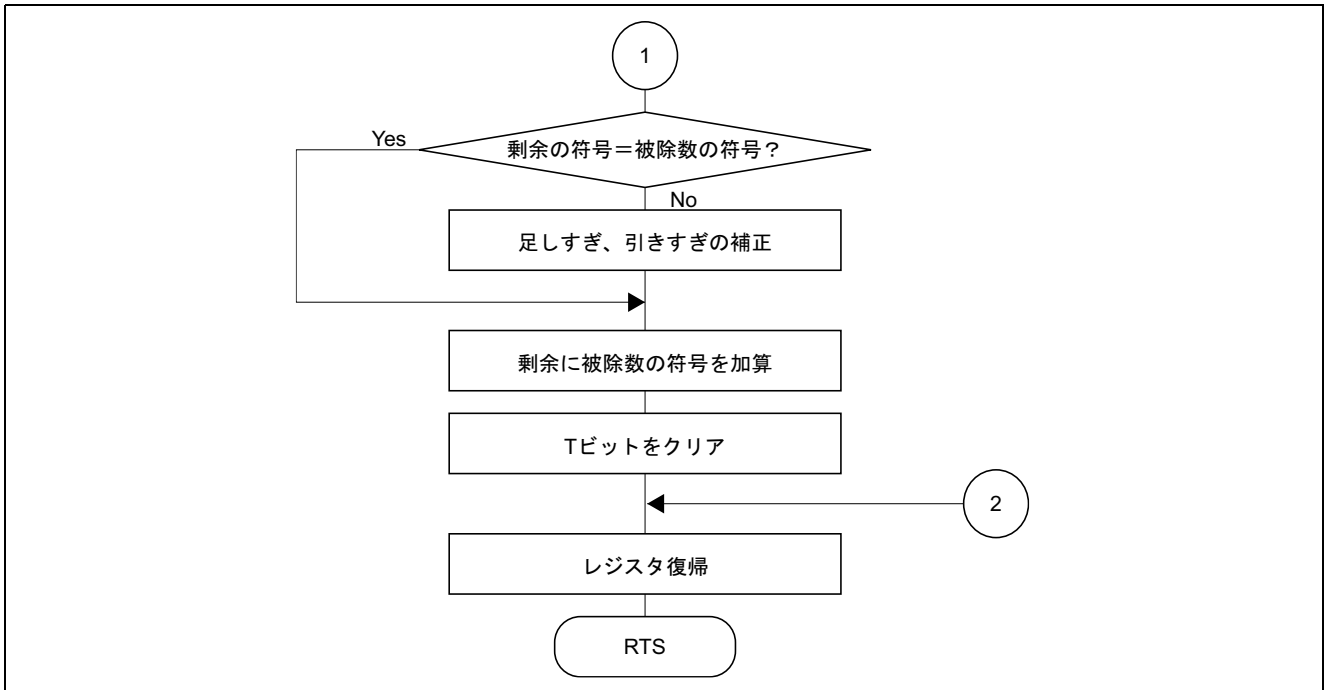 1
剰余の符号＝被除数の符号？
Yes
No
足しすぎ、引きすぎの補正
剰余に被除数の符号を加算
Tビットをクリア
2
レジスタ復帰
RTS